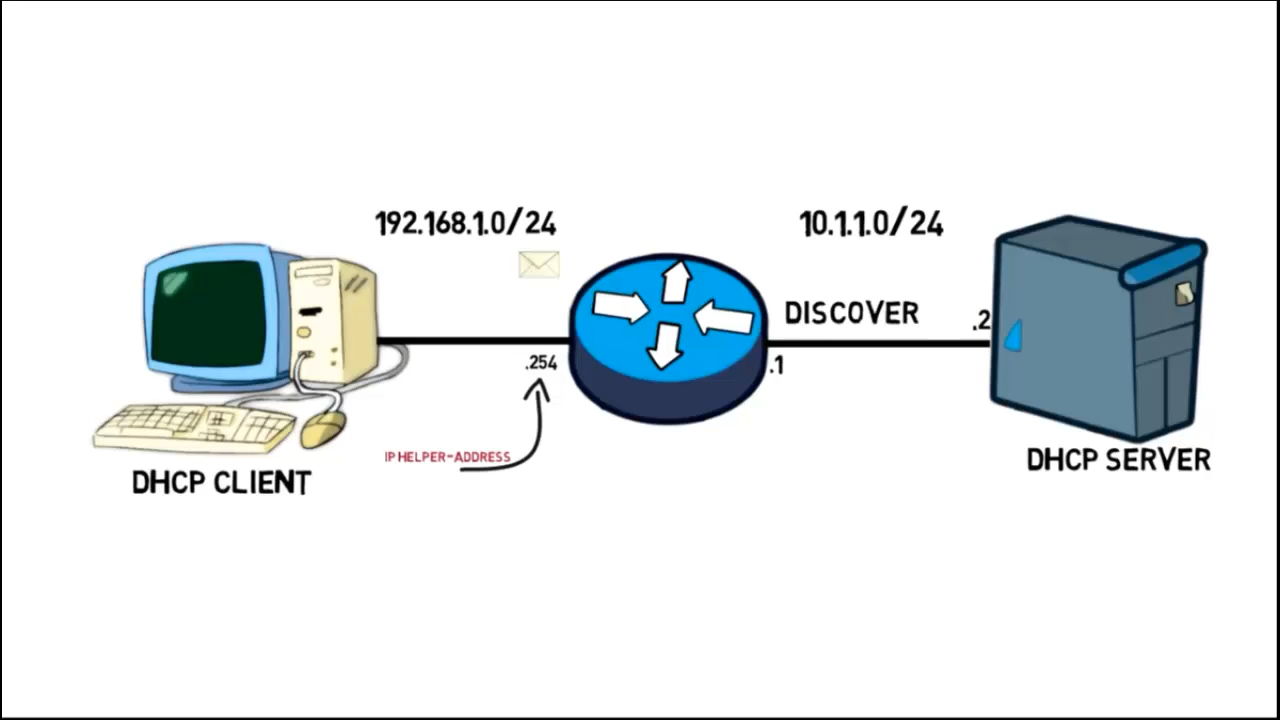 192.168.1.0/24
10.1.1.0/24
DISCOVER
.2
.254
.1
IP HELPER-ADDRESS
DHCP CLIENT
DHCP SERVER